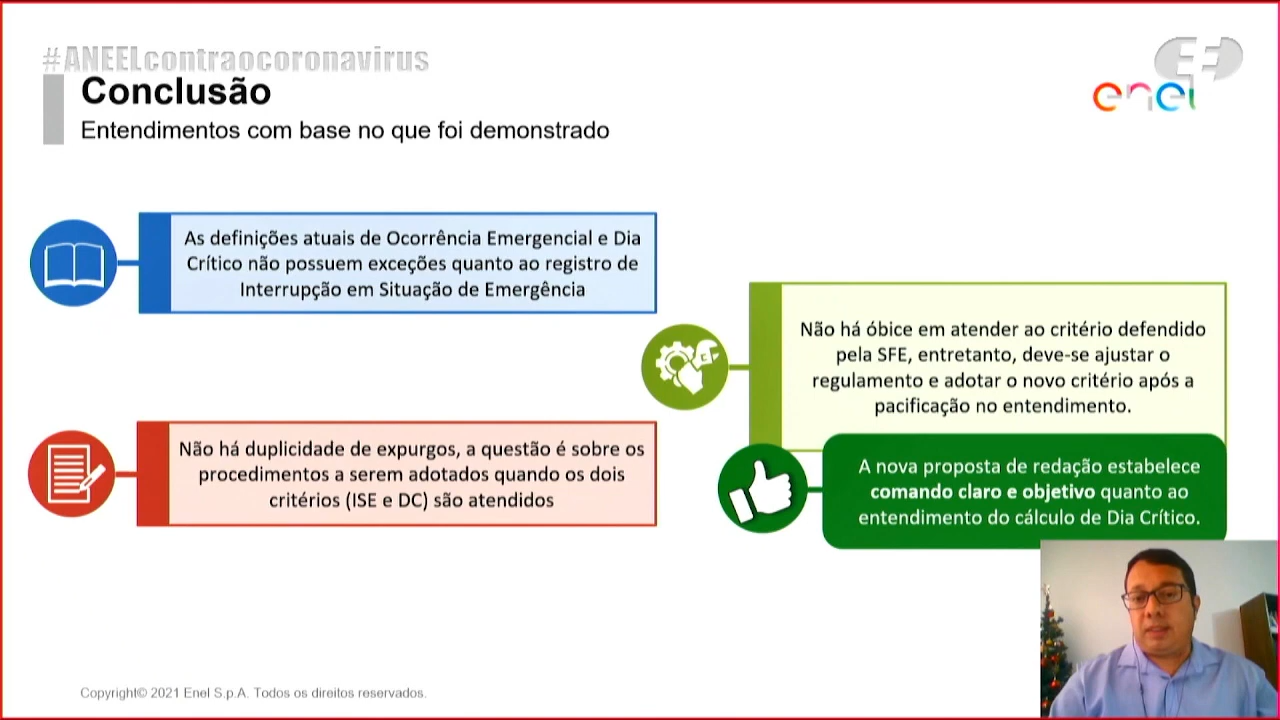 #ANEELcontraocoronavirus
Conclusão
Entendimentos com base no que foi demonstrado
enel
As definições atuais de Ocorrência Emergencial e Dia
Crítico não possuem exceções quanto ao registro de
Interrupção em Situação de Emergência
Não há óbice em atender ao critério defendido
pela SFE, entretanto, deve-se ajustar o
regulamento e adotar o novo critério após a
pacificação no entendimento.
Não há duplicidade de expurgos, a questão é sobre os
procedimentos a serem adotados quando os dois
critérios (ISE e DC) são atendidos
A nova proposta de redação estabelece
comando claro e objetivo quanto ao
entendimento do cálculo de Dia Crítico.
Copyright© 2021 Enel S.p.A. Todos os direitos reservados.